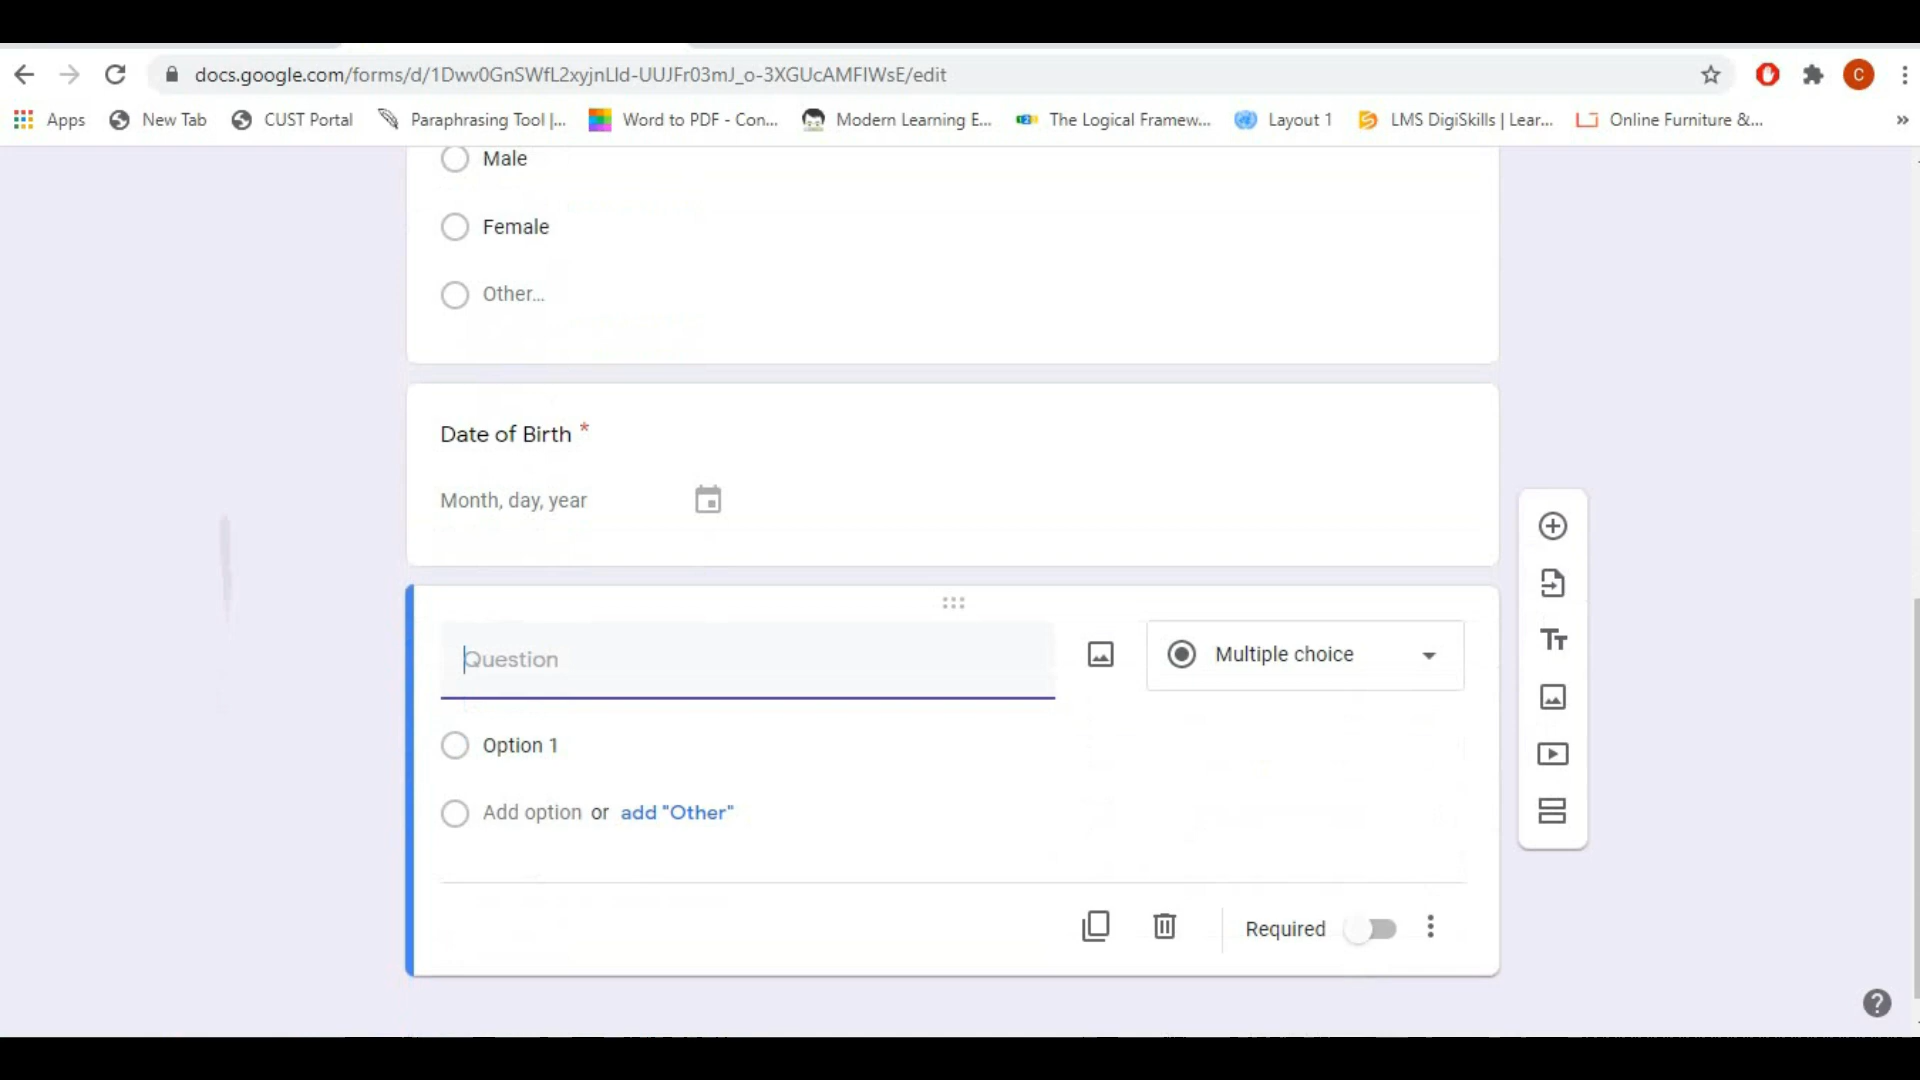 docs.google.com/forms/d/1Dwv0GnSWfL2xyjnLld-UUJFr03mJ_o-3XGUcAMFIWsE/edit
C
Apps New Tab CUST Portal Paraphrasing Tool |... Word to PDF - Con... Modern Learning E... The Logical Framew... Layout 1 LMS DigiSkills | Lear... Online Furniture &... »
Male
Female
Other...
Date of Birth *
Month, day, year
Question
Multiple choice
Option 1
Add option or add "Other"
Required